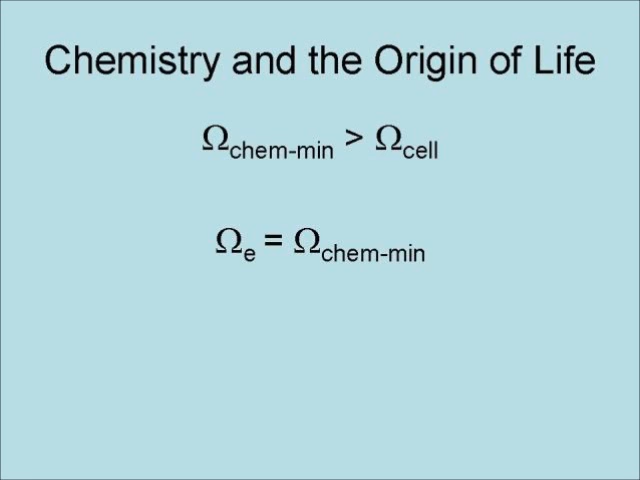 Chemistry and the Origin of Life
Ωchem-min > Ωcell
Ωe = Ωchem-min